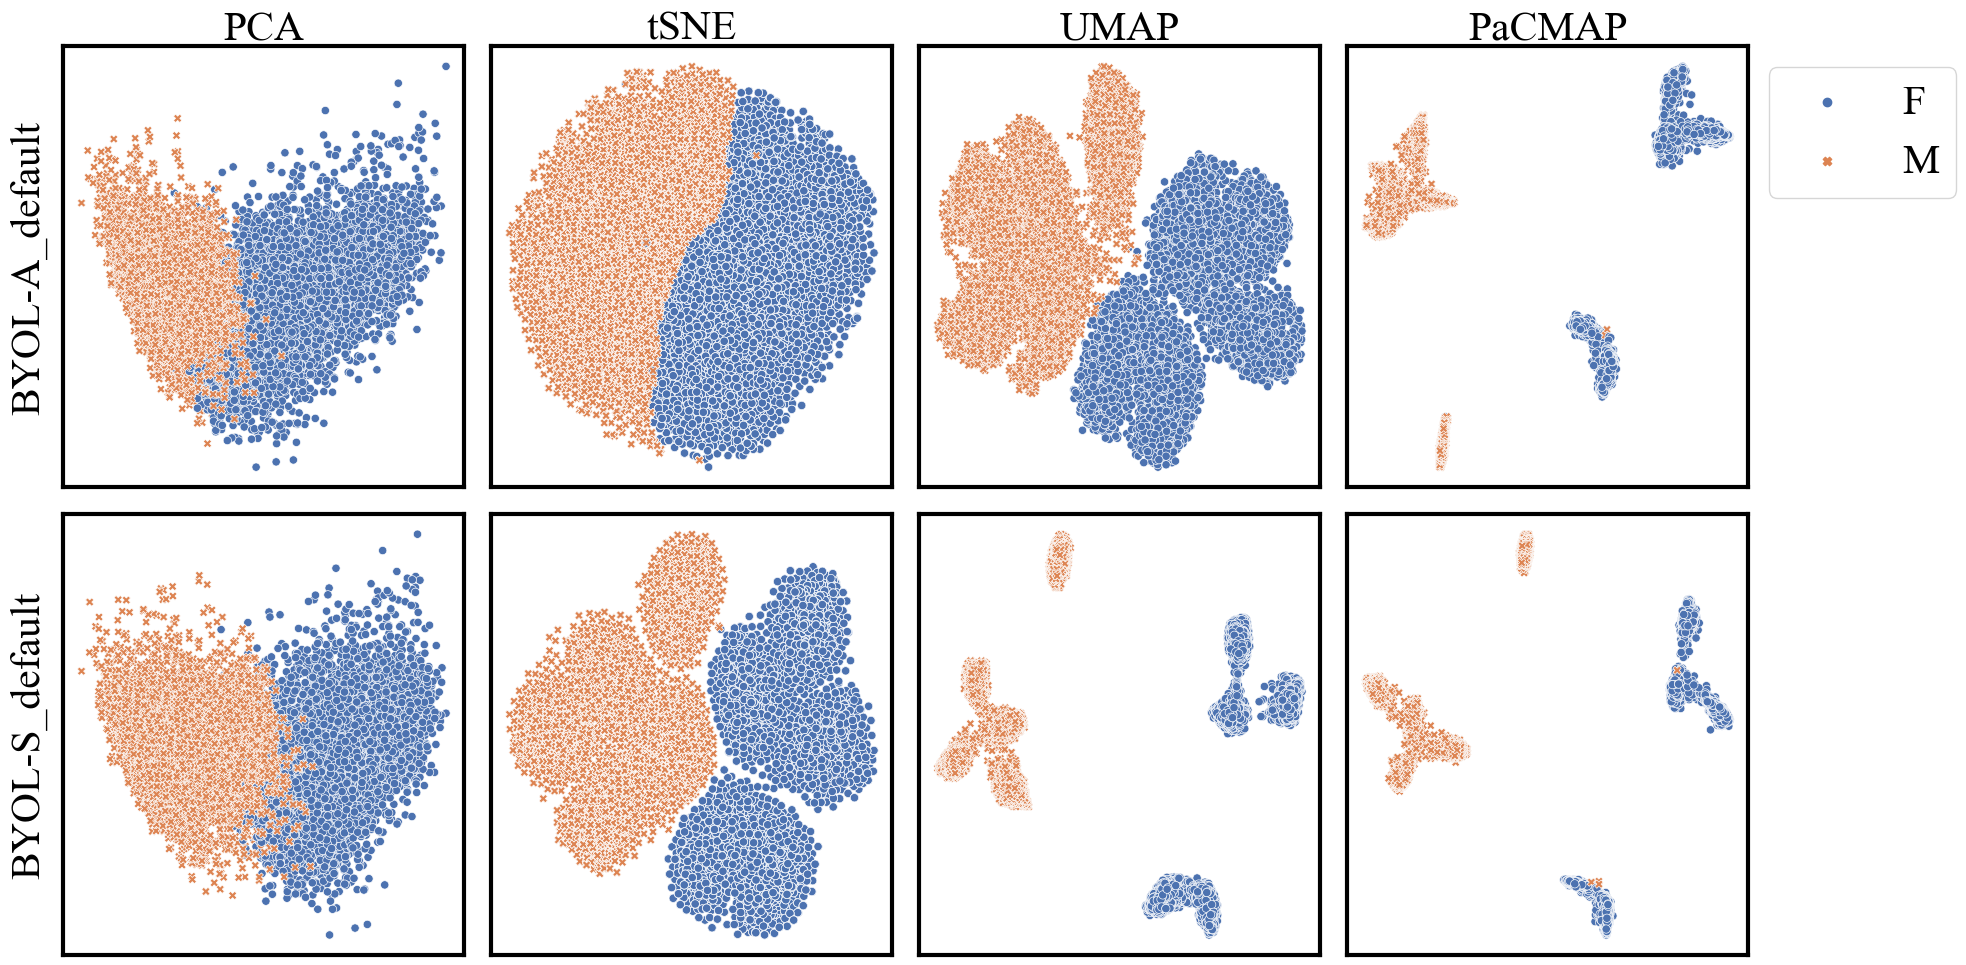 PCA
tSNE
UMAP
PaCMAP
F
M
BYOL-A_default
BYOL-S_default